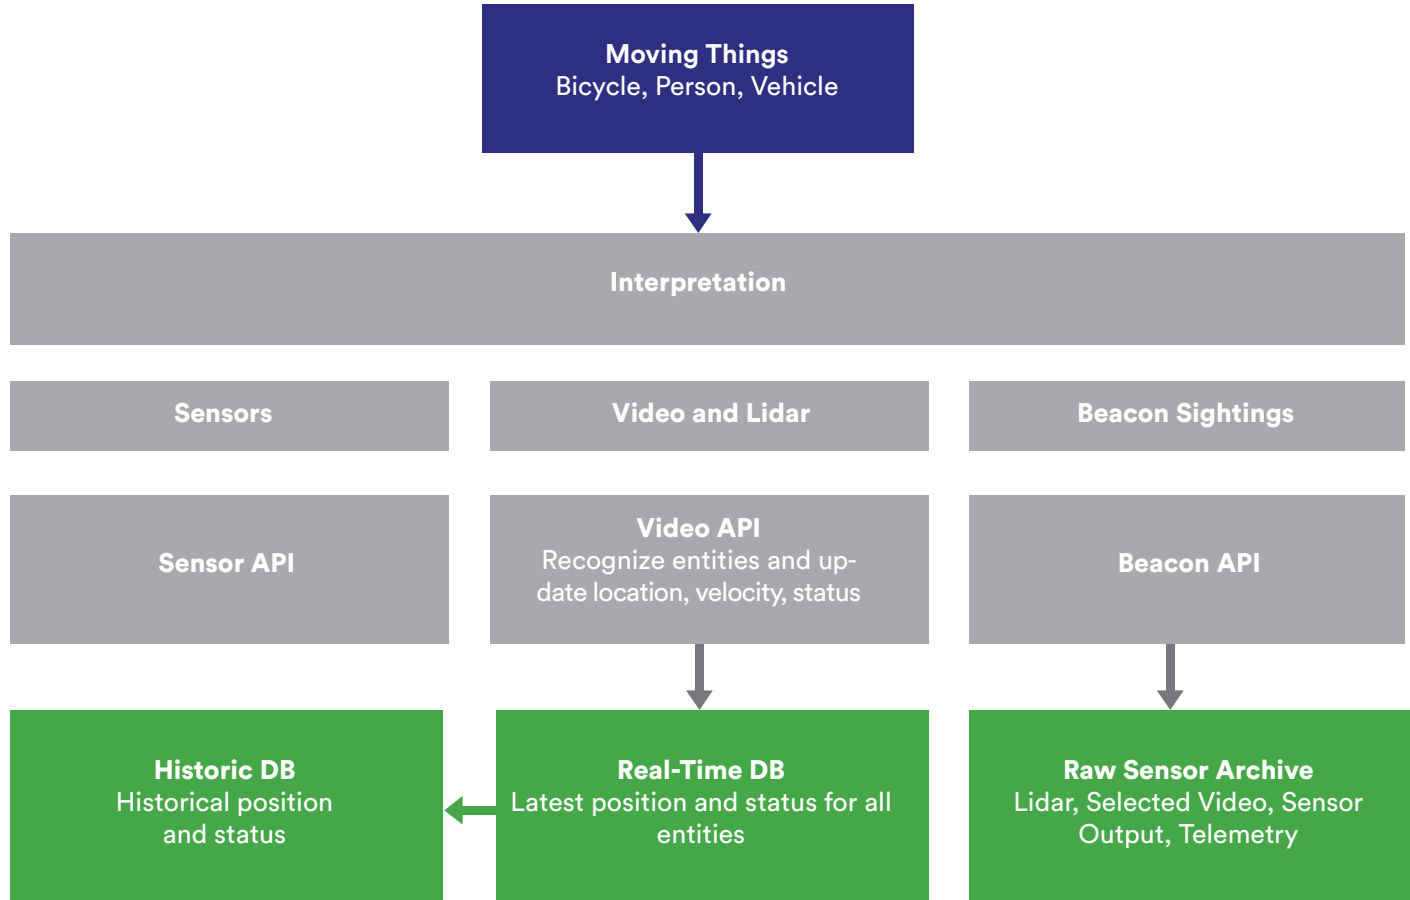 Moving Things
Bicycle, Person, Vehicle
Interpretation
Sensors
Video and Lidar
Beacon Sightings
Sensor API
Video API
Recognize entities and up-
date location, velocity, status
Beacon API
Historic DB
Historical position
and status
Real-Time DB
Latest position and status for all
entities
Raw Sensor Archive
Lidar, Selected Video, Sensor
Output, Telemetry